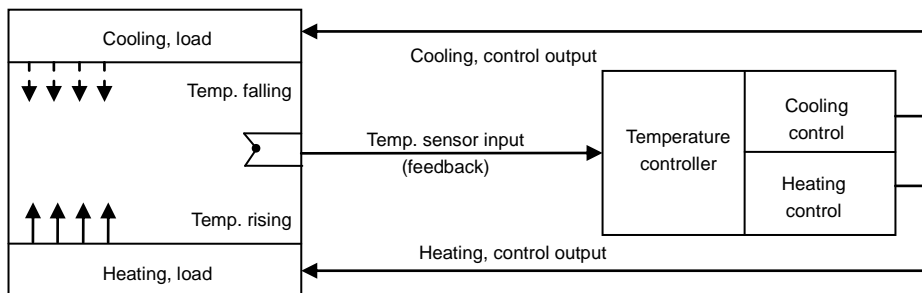 Cooling, load
Cooling, control output
Temp. falling
Cooling
control
Temp. sensor input
(feedback)
Temperature
controller
Heating
control
Temp. rising
Heating, control output
Heating, load